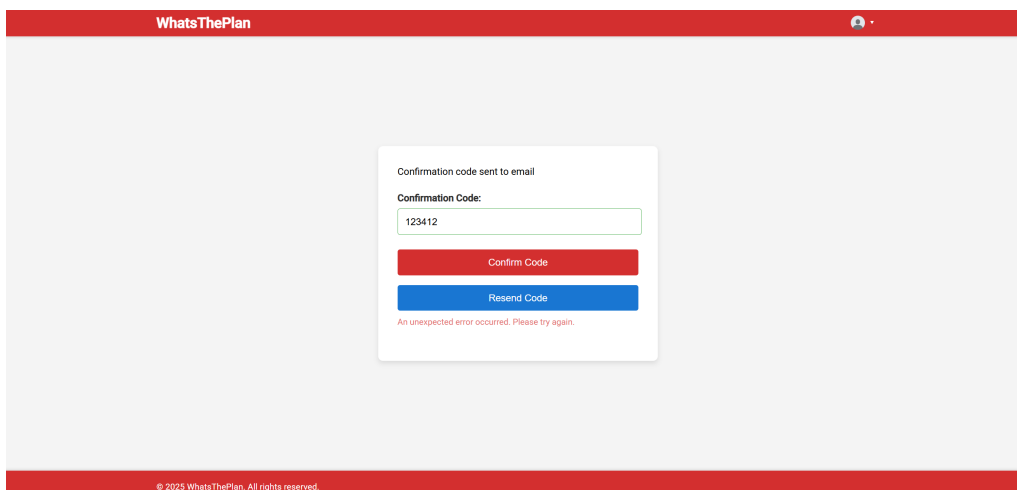 WhatsThePlan
Confirmation code sent to email
Confirmation Code:
123412
Confirm Code
Resend Code
An unexpected error occurred. Please try again.
© 2025 WhatsThePlan. All rights reserved.